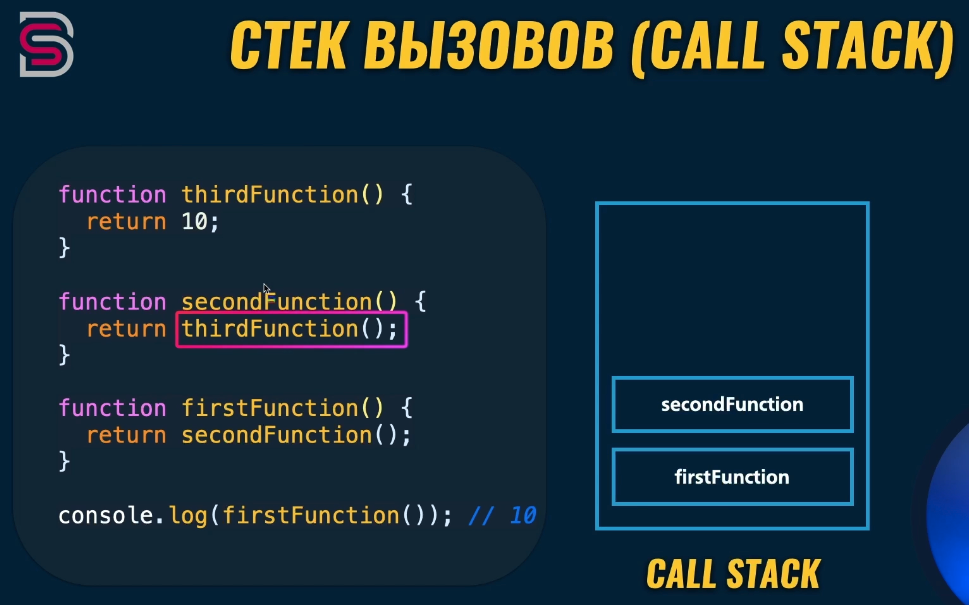 СТЕК ВЫЗОВОВ (CALL STACK)
function thirdFunction() {
  return 10;
}
function secondFunction() {
  return thirdFunction();
}
function firstFunction() {
  return secondFunction();
}
console.log(firstFunction()); // 10
secondFunction
firstFunction
CALL STACK